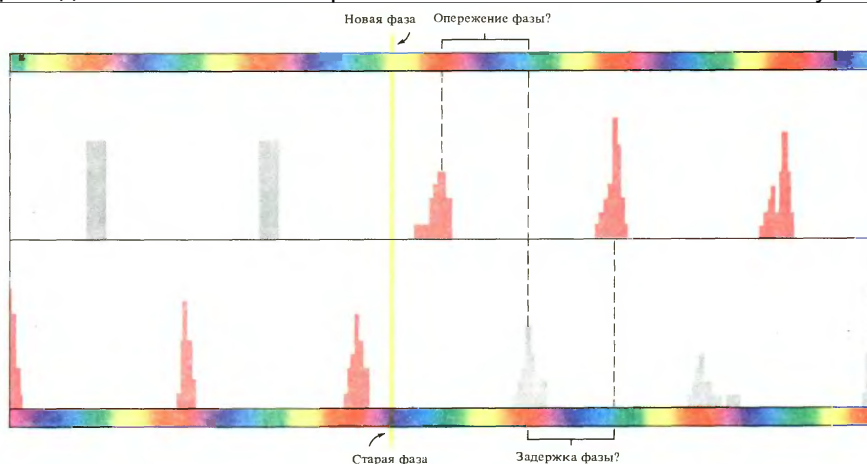 Новая фаза
Опережение фазы?
Старая фаза
Задержка фазы?